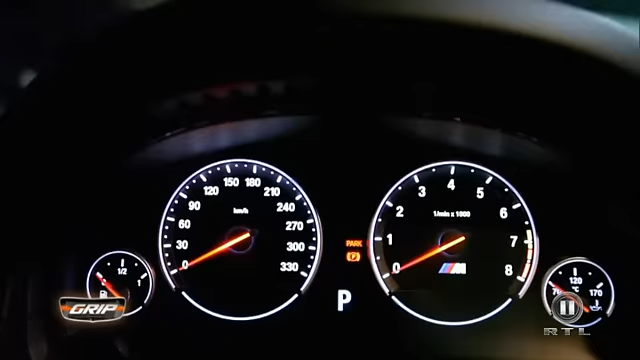 0 30 60 90 120 150 180 210 240 270 300 330
km/h
0 1 2 3 4 5 6 7 8
1/min x 1000
M
PARK
P
P
1/2
1
120
°C
170
GRIP
RTL